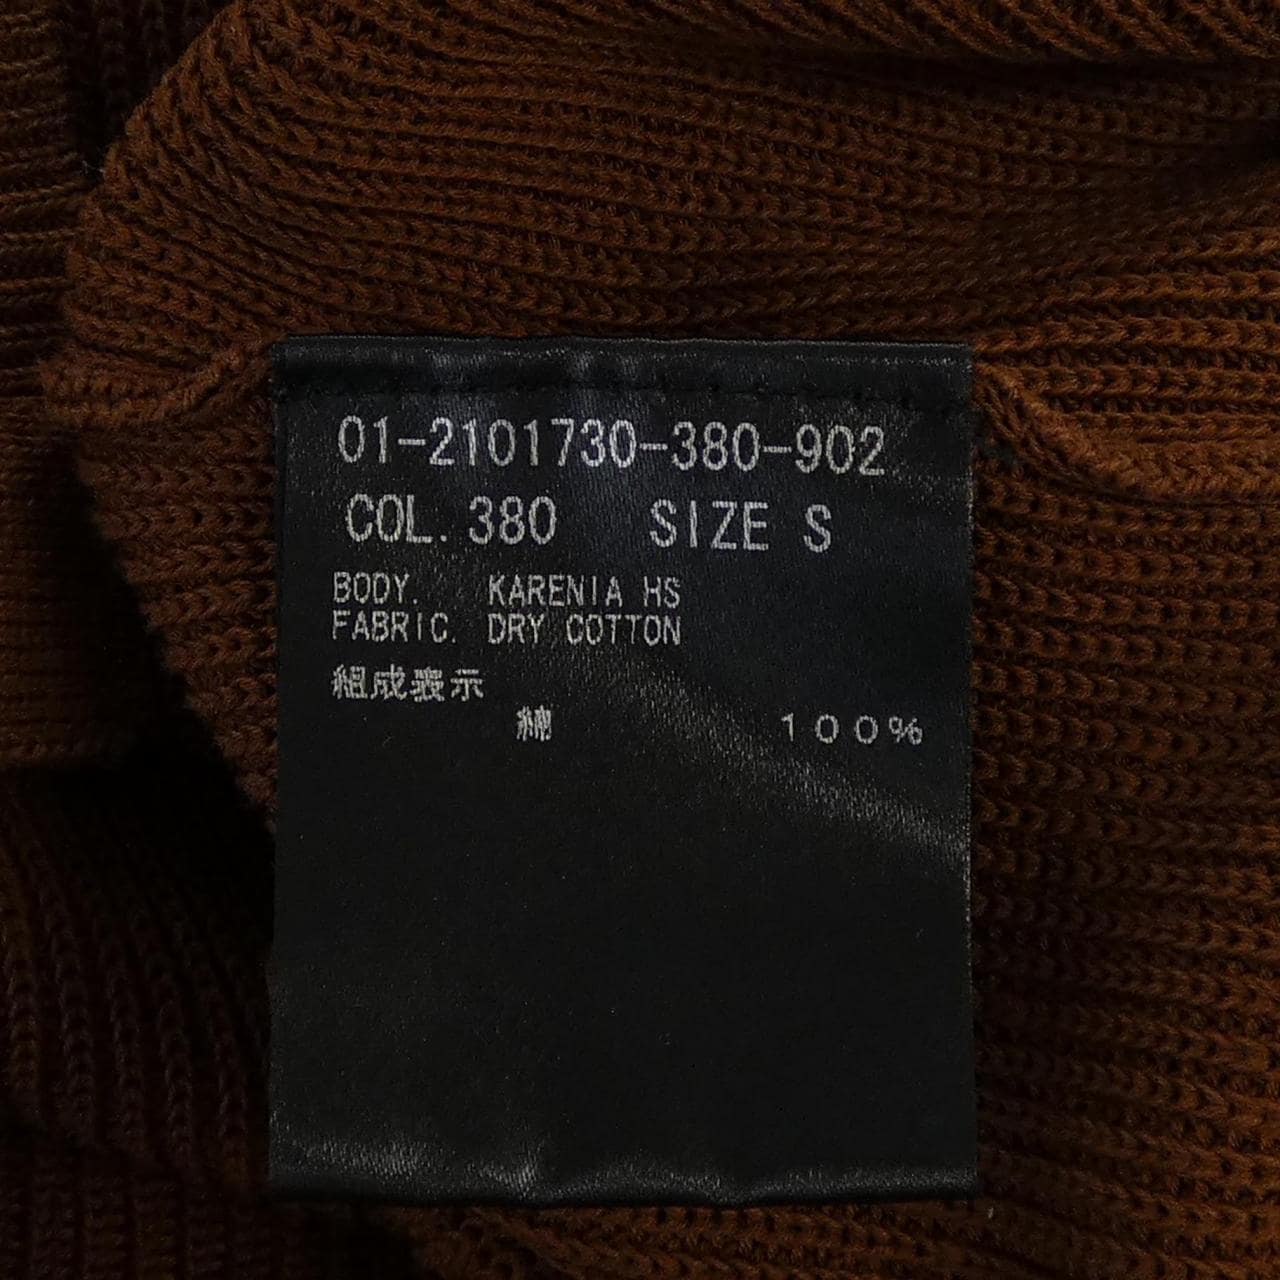 01-2101730-380-902
COL. 380 SIZE S
BODY. KARENIA HS
FABRIC. DRY COTTON
組成表示
綿 １００％